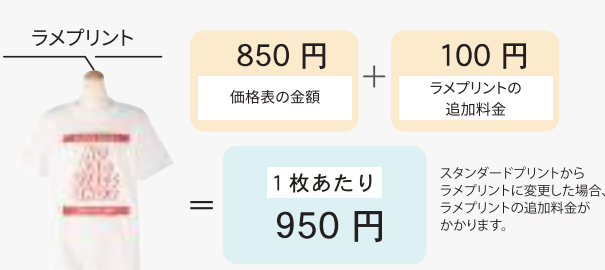 ラメプリント
850 円
価格表の金額
+
100 円
ラメプリントの
追加料金
=
1枚あたり
950 円
スタンダードプリントから
ラメプリントに変更した場合、
ラメプリントの追加料金が
かかります。